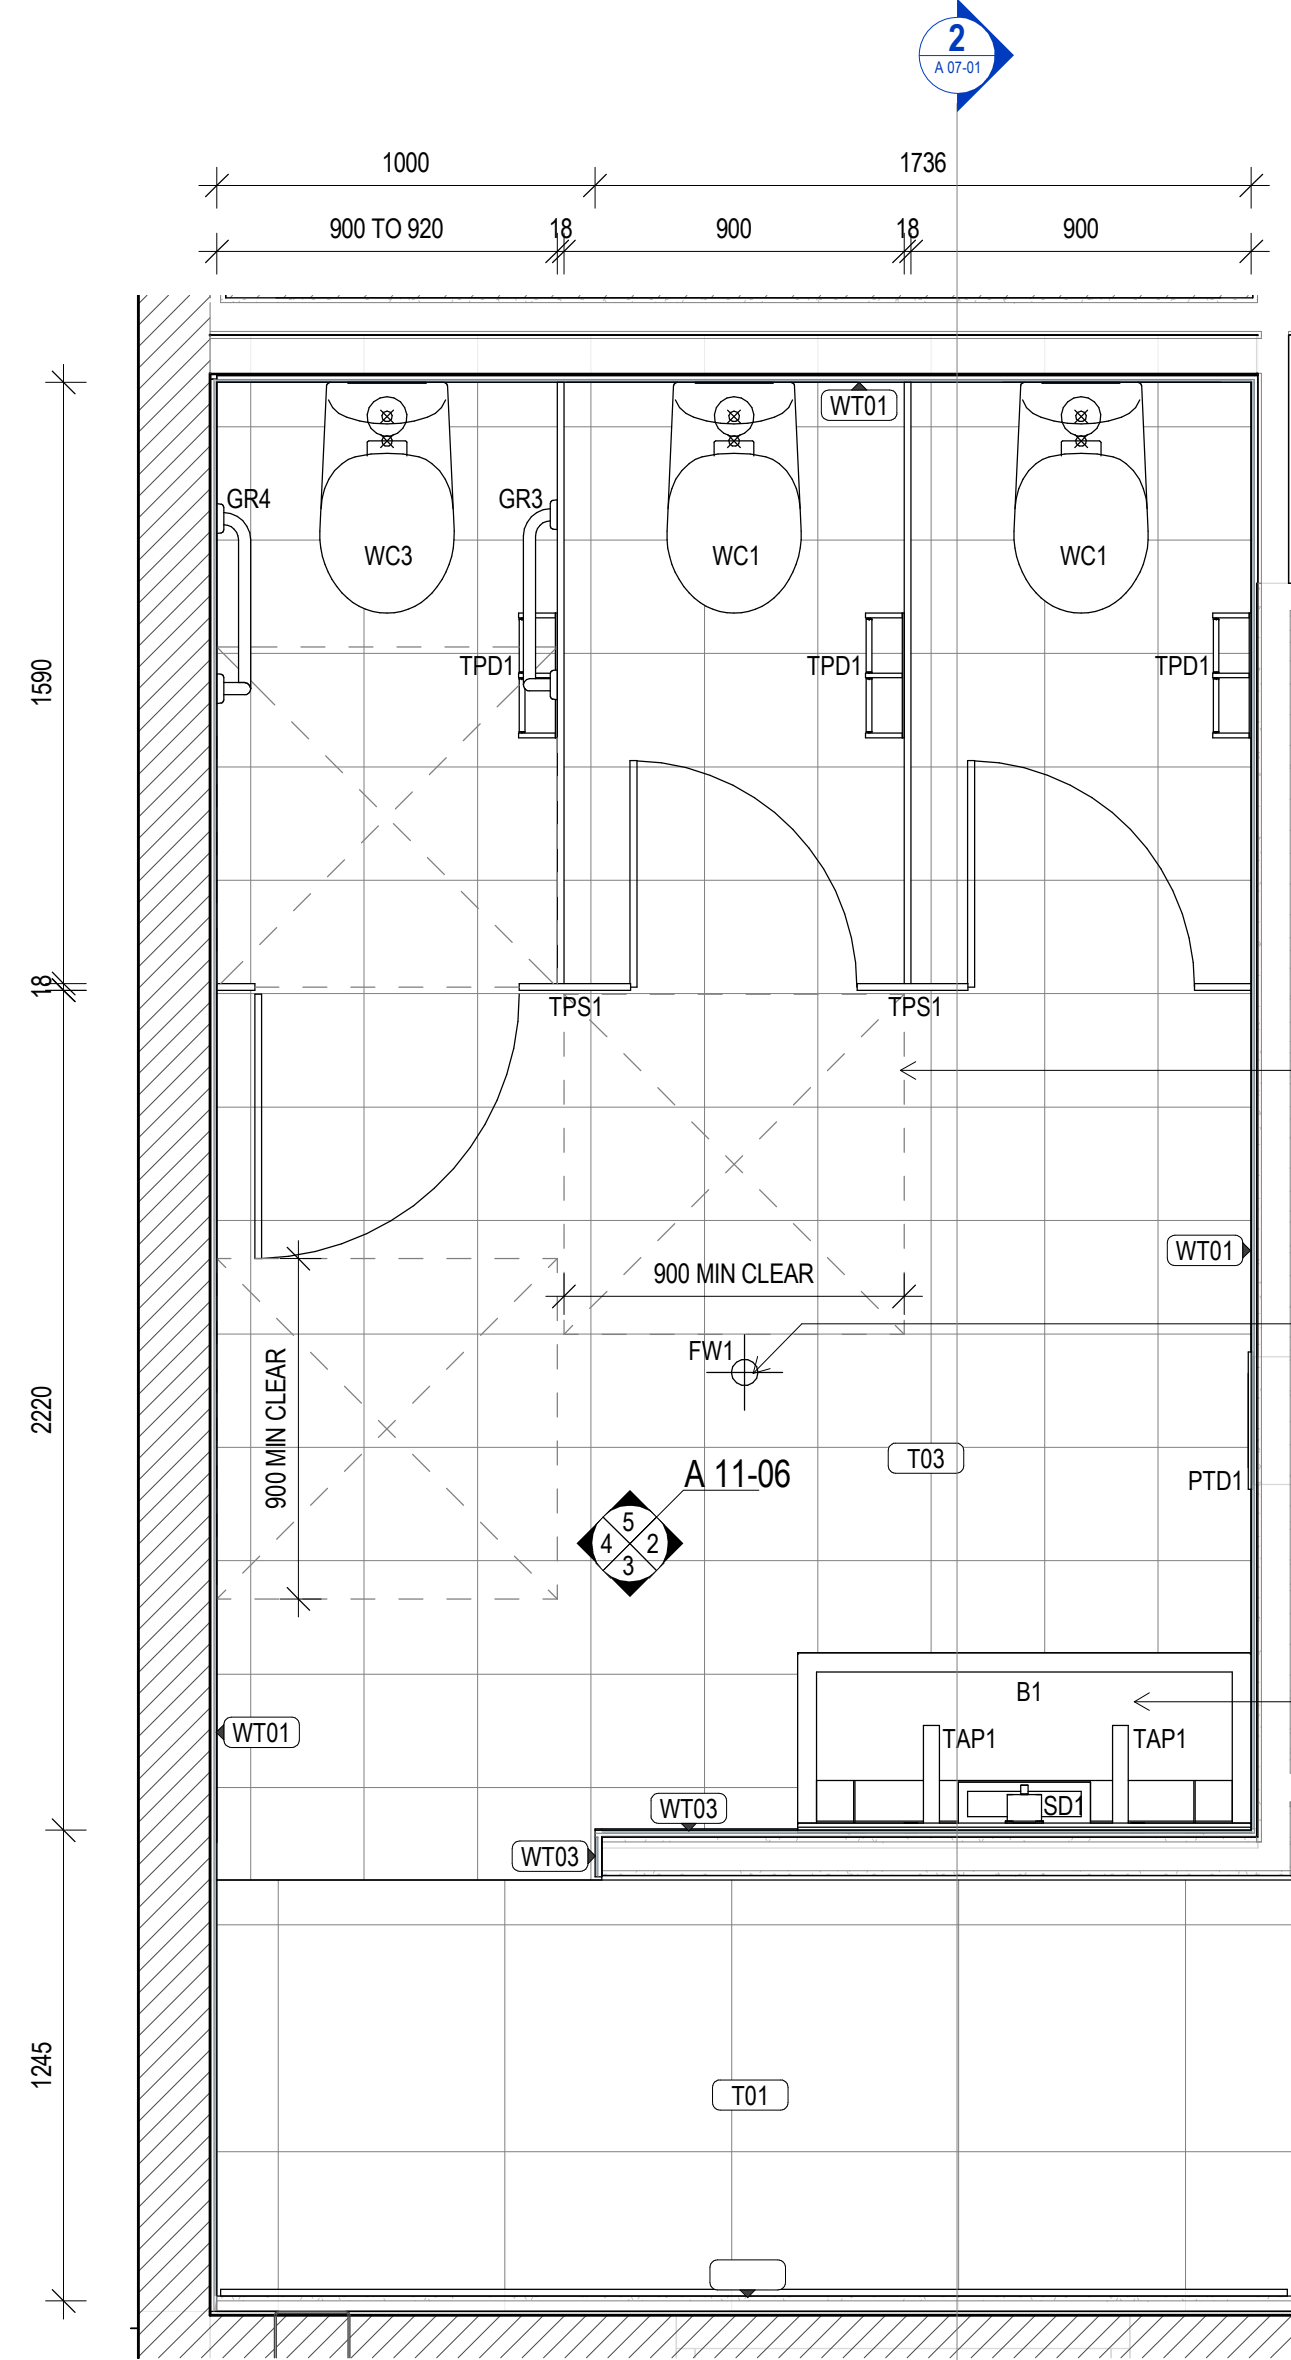 2
A 07-01
1000
1736
900 TO 920
18
900
18
900
WT01
GR4
GR3
WC3
WC1
WC1
TPD1
TPD1
TPD1
1590
18
TPS1
TPS1
WT01
900 MIN CLEAR
FW1
900 MIN CLEAR
2220
T03
A 11-06
PTD1
5
4
2
3
B1
WT01
TAP1
TAP1
WT03
SD1
WT03
1245
T01